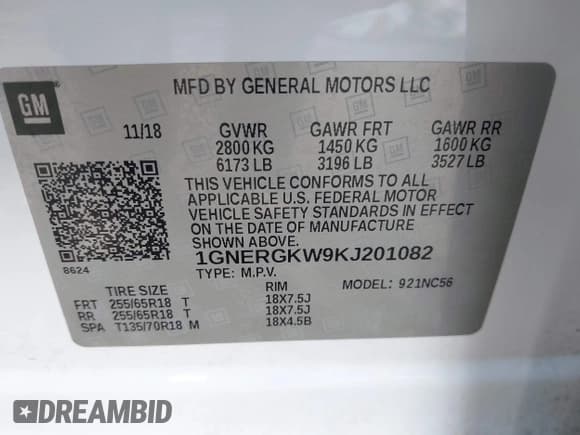 GM
MFD BY GENERAL MOTORS LLC
11/18 GVWR GAWR FRT GAWR RR
2800 KG 1450 KG 1600 KG
6173 LB 3196 LB 3527 LB
THIS VEHICLE CONFORMS TO ALL
APPLICABLE U.S. FEDERAL MOTOR
VEHICLE SAFETY STANDARDS IN EFFECT
ON THE DATE OF MANUFACTURE
SHOWN ABOVE.
8624
1GNERGKW9KJ201082
TYPE: M.P.V. MODEL: 921NC56
TIRE SIZE RIM
FRT 255/65R18 T 18X7.5J
RR 255/65R18 T 18X7.5J
SPA T135/70R18 M 18X4.5B
DREAMBID